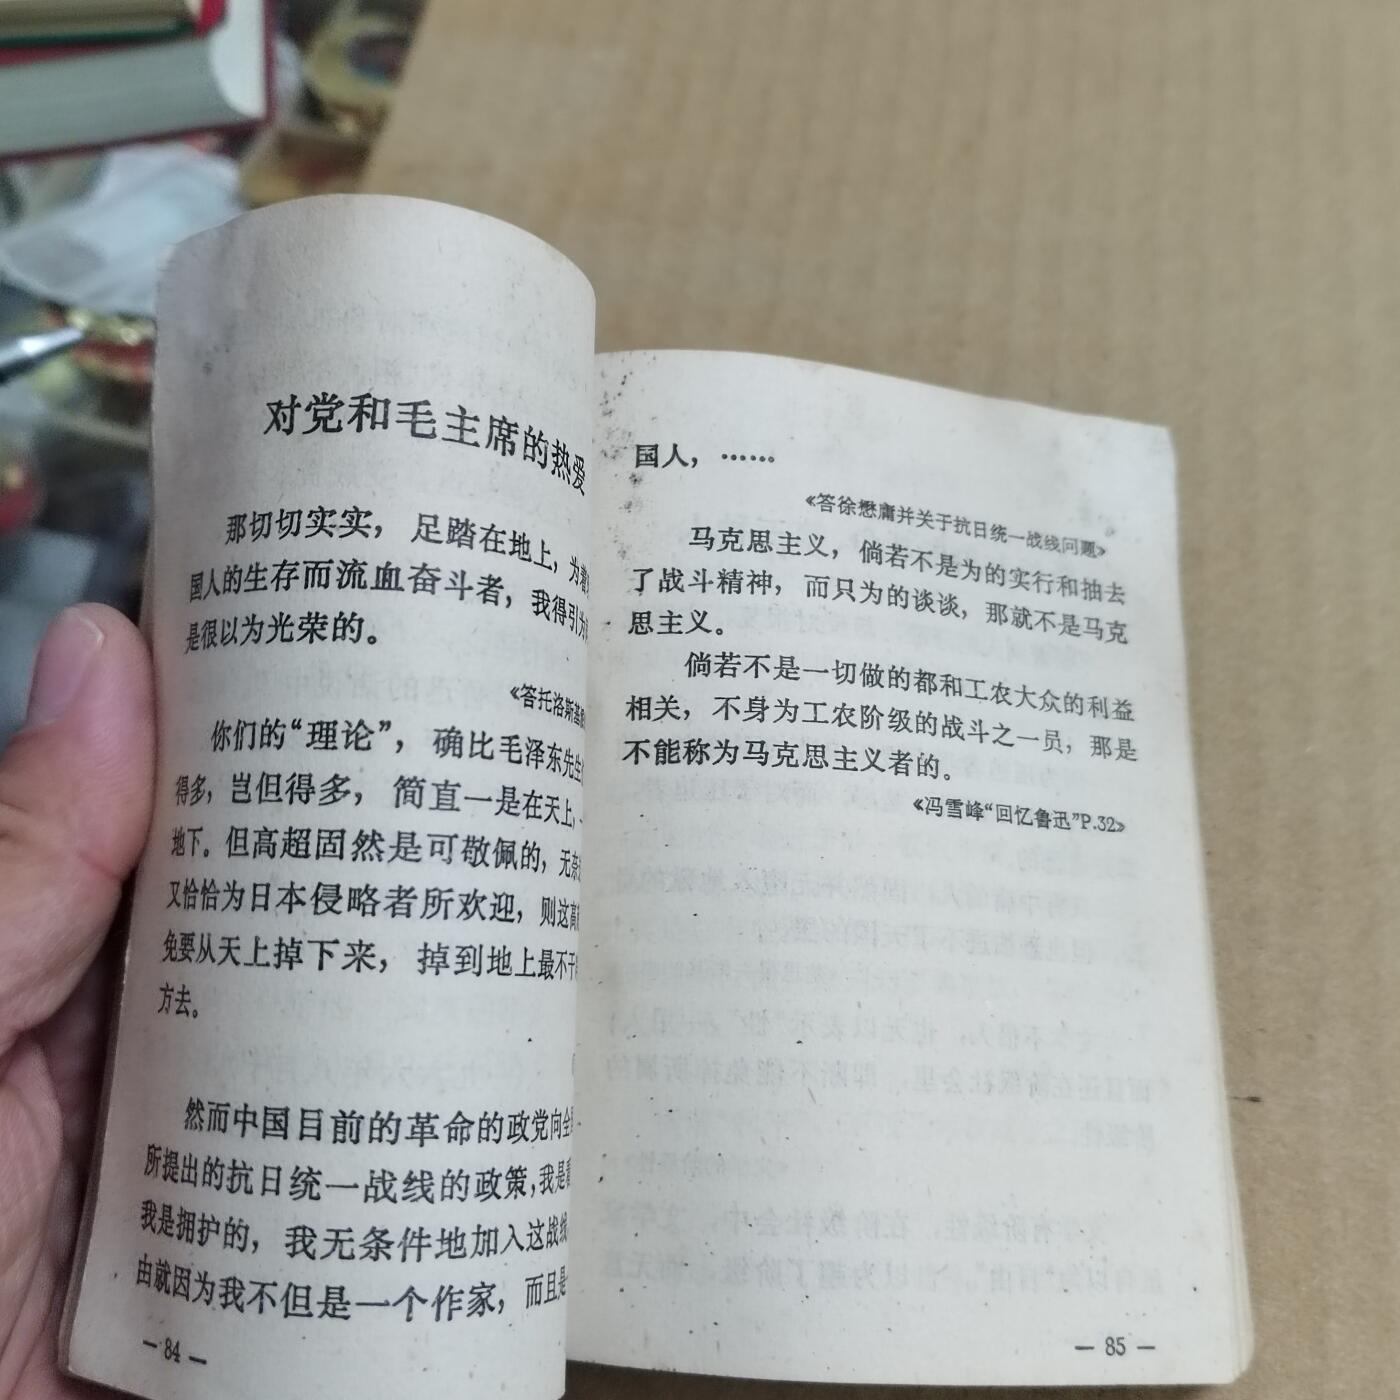 对党和毛主席的热爱
那切切实实，足踏在地上，为着
国人的生存而流血奋斗者，我得引为
是很以为光荣的。
《答托洛斯基
你们的“理论”，确比毛泽东先生
得多，岂但得多，简直一是在天上，一
地下。但高超固然是可敬佩的，无奈
又恰恰为日本侵略者所欢迎，则这高
免要从天上掉下来，掉到地上最不干
方去。
然而中国目前的革命的政党向全
所提出的抗日统一战线的政策，我是
我是拥护的，我无条件地加入这战线
由就因为我不但是一个作家，而且是
— 84 —
国人，……
《答徐懋庸并关于抗日统一战线问题》
马克思主义，倘若不是为的实行和抽去
了战斗精神，而只为的谈谈，那就不是马克
思主义。
倘若不是一切做的都和工农大众的利益
相关，不身为工农阶级的战斗之一员，那是
不能称为马克思主义者的。
《冯雪峰“回忆鲁迅”P.32》
— 85 —